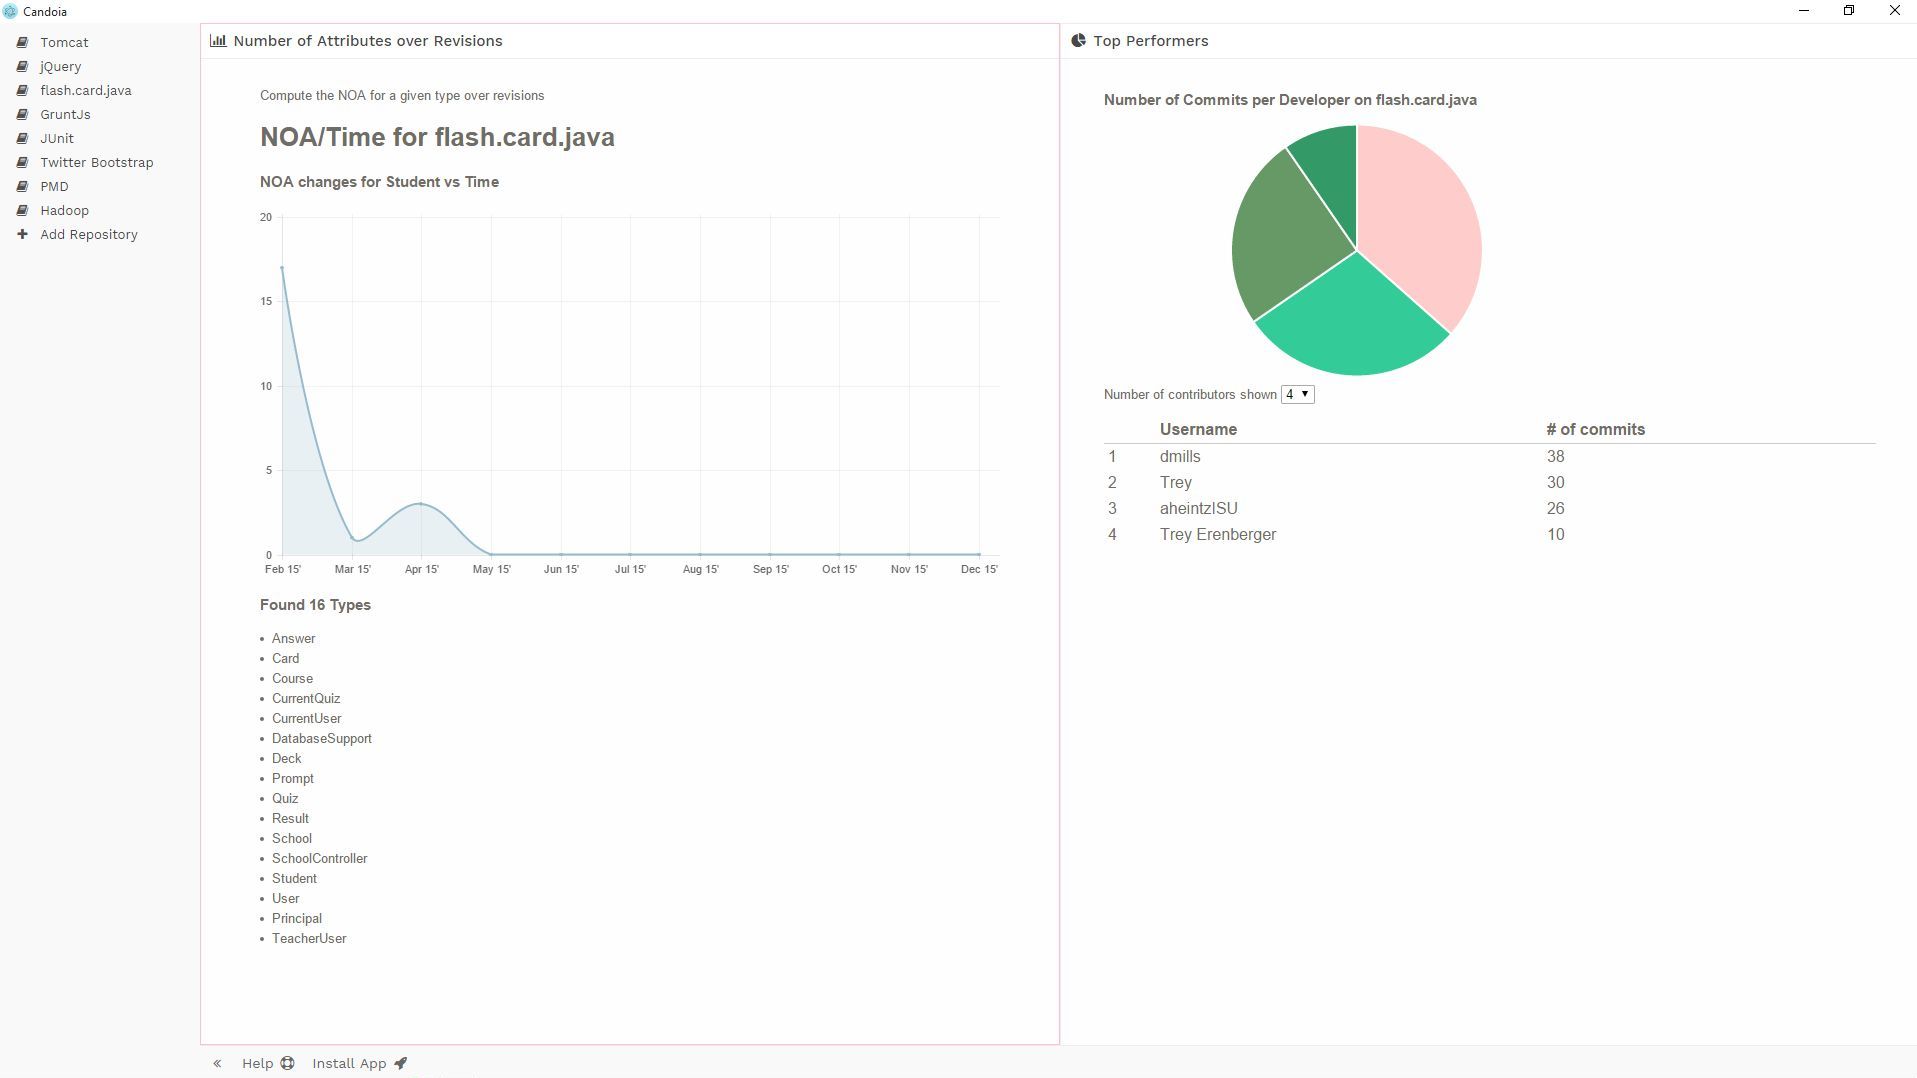 Candoia
Tomcat
jQuery
flash.card.java
GruntJs
JUnit
Twitter Bootstrap
PMD
Hadoop
Add Repository
Number of Attributes over Revisions
Compute the NOA for a given type over revisions
NOA/Time for flash.card.java
NOA changes for Student vs Time
20
15
10
5
0
Feb 15' Mar 15' Apr 15' May 15' Jun 15' Jul 15' Aug 15' Sep 15' Oct 15' Nov 15' Dec 15'
Found 16 Types
• Answer
• Card
• Course
• CurrentQuiz
• CurrentUser
• DatabaseSupport
• Deck
• Prompt
• Quiz
• Result
• School
• SchoolController
• Student
• User
• Principal
• TeacherUser
Top Performers
Number of Commits per Developer on flash.card.java
Number of contributors shown 4
Username # of commits
1 dmills 38
2 Trey 30
3 aheintzISU 26
4 Trey Erenberger 10
« Help Install App